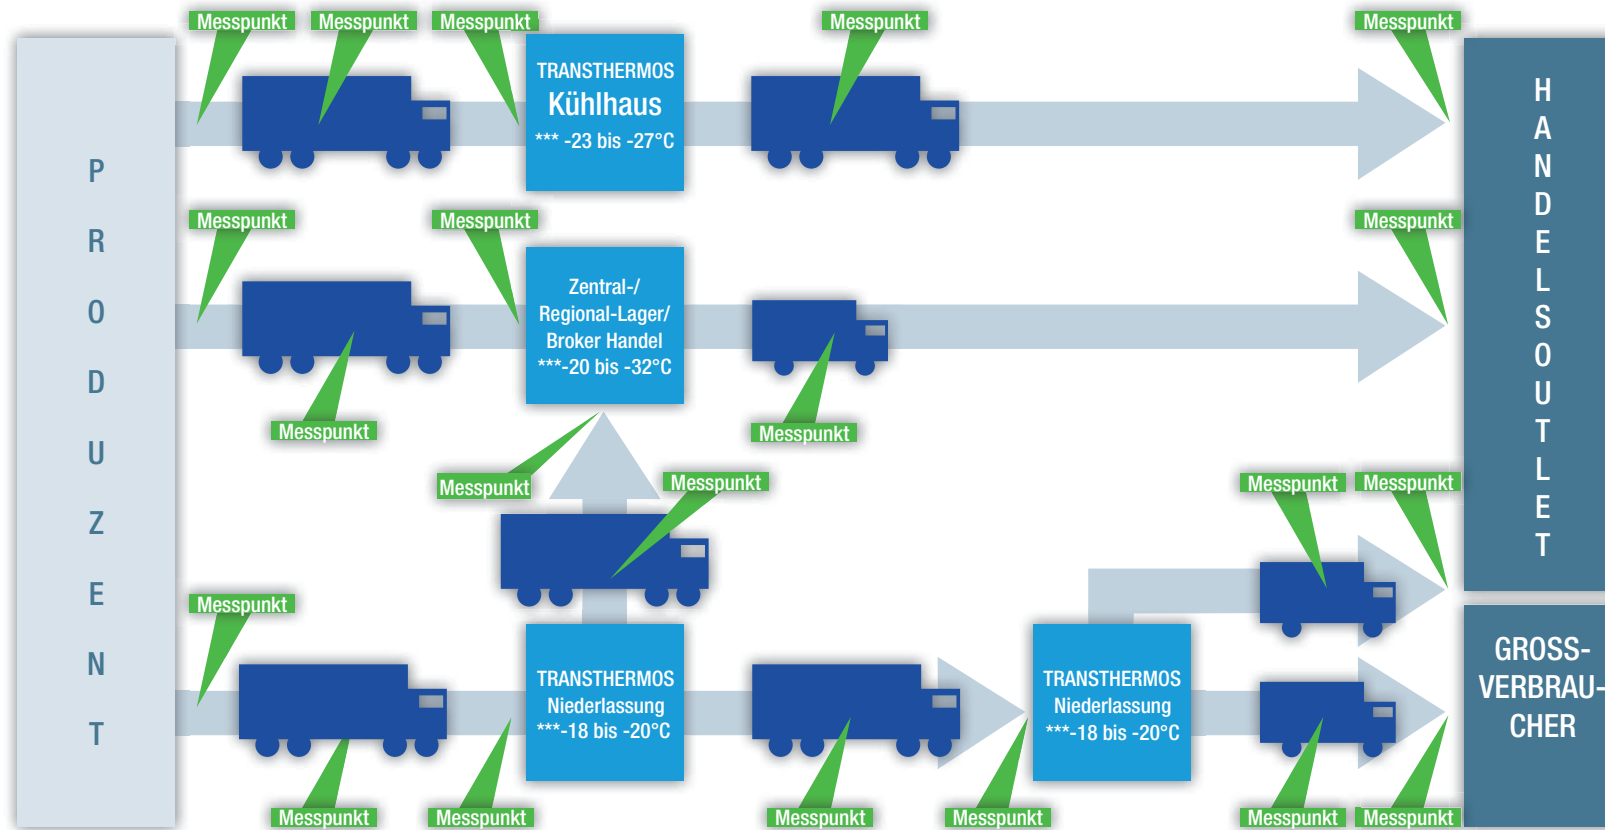 Messpunkt Messpunkt Messpunkt Messpunkt Messpunkt
TRANSTHERMOS
Kühlhaus
*** -23 bis -27°C
PRODUZENT
HANDELSOUTLET
Messpunkt Messpunkt Messpunkt
Zentral-/
Regional-Lager/
Broker Handel
***-20 bis -32°C
Messpunkt Messpunkt
Messpunkt Messpunkt Messpunkt Messpunkt
Messpunkt
TRANSTHERMOS
Niederlassung
***-18 bis -20°C
TRANSTHERMOS
Niederlassung
***-18 bis -20°C
GROSS-
VERBRAU-
CHER
Messpunkt Messpunkt Messpunkt Messpunkt Messpunkt Messpunkt